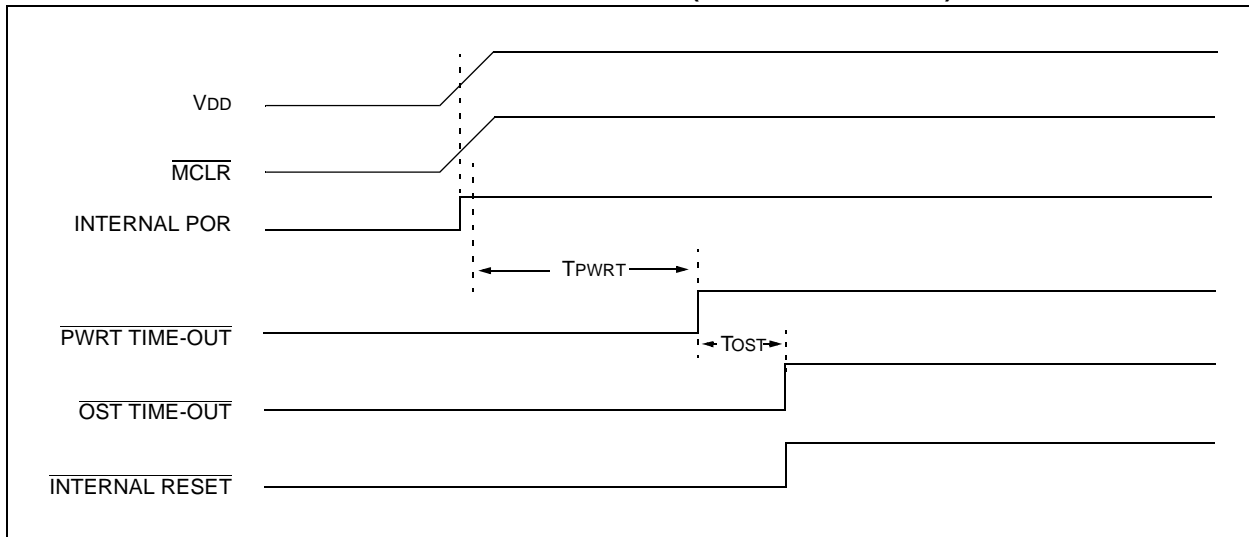 VDD
MCLR
INTERNAL POR
TPWRT
PWRT TIME-OUT
TOST
OST TIME-OUT
INTERNAL RESET